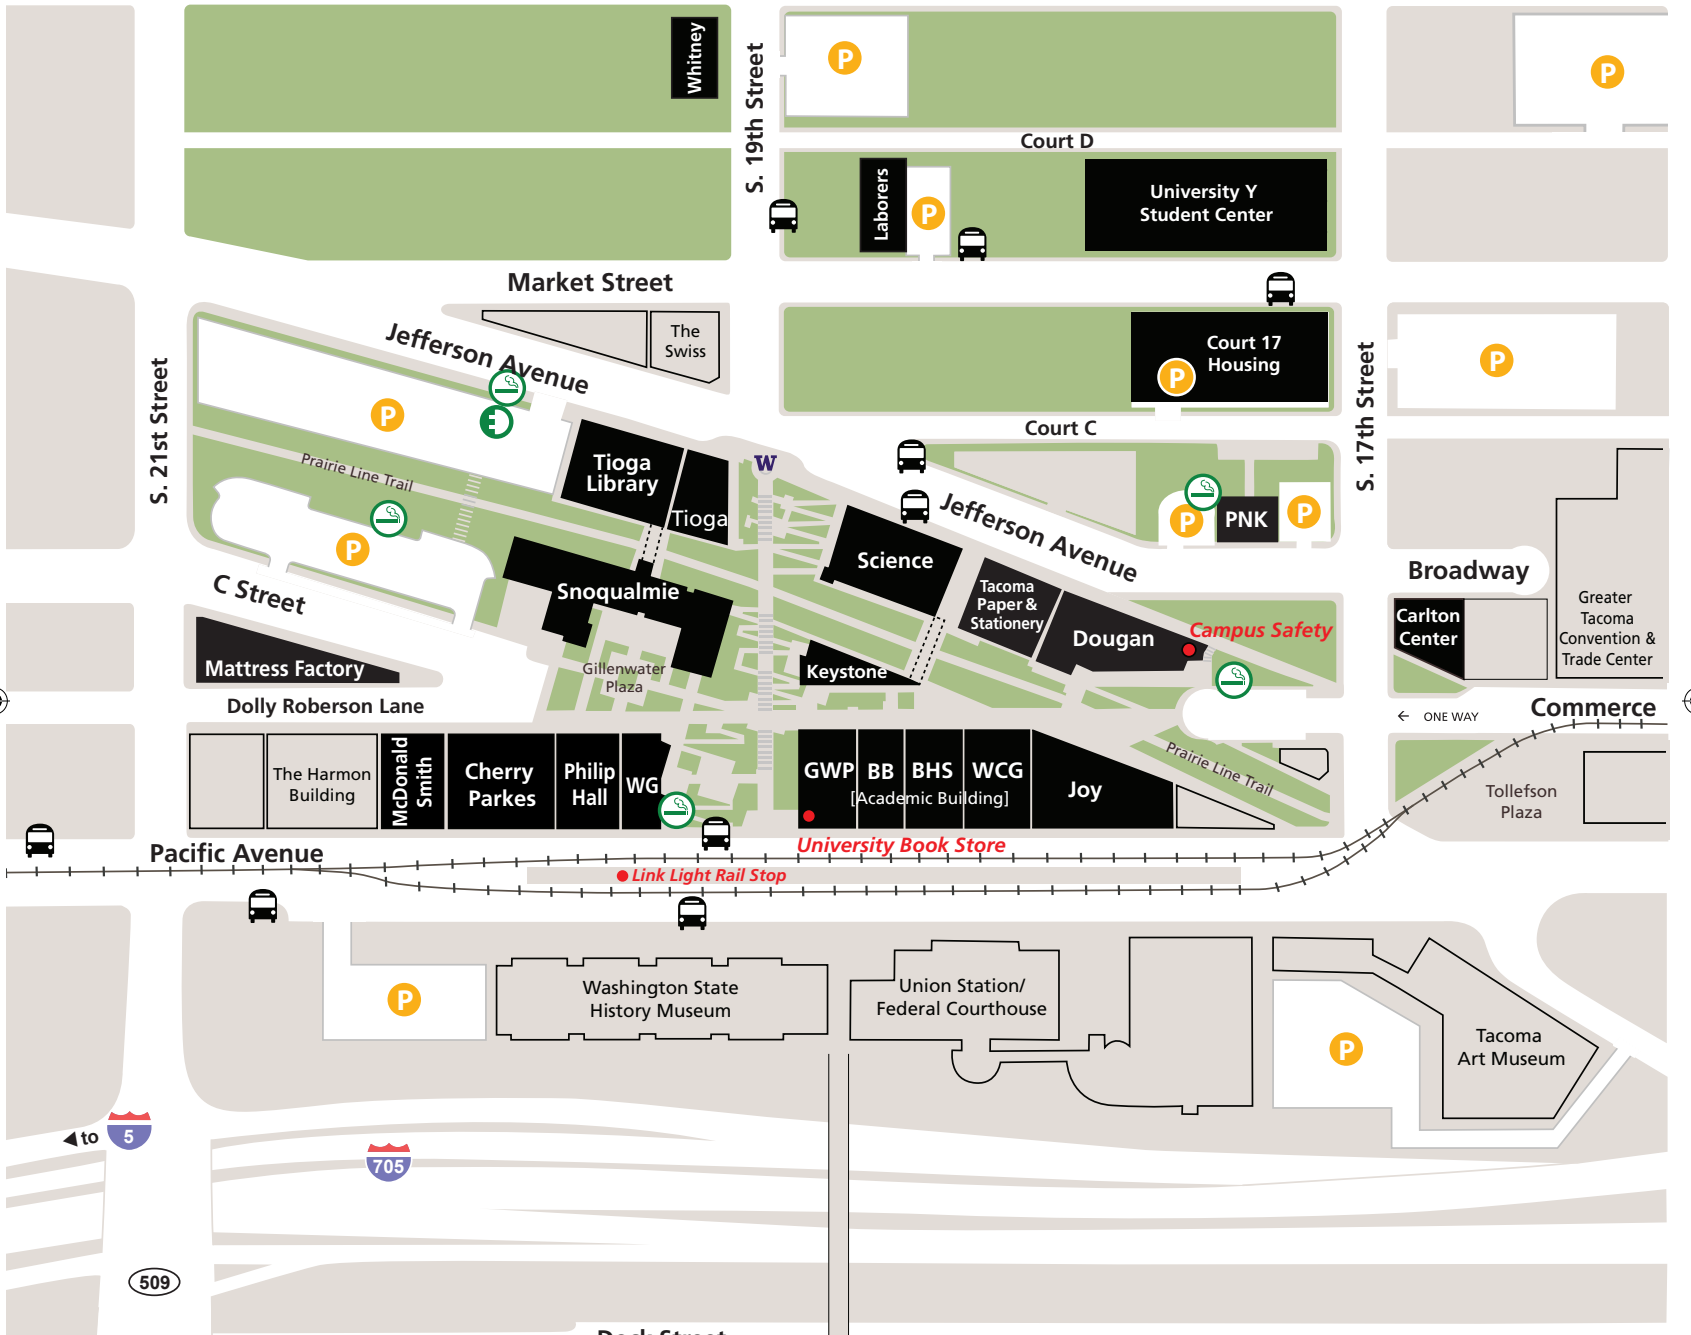 Whitney
S. 19th Street
P
P
Court D
Laborers
P
University Y
Student Center
Market Street
The
Swiss
Jefferson Avenue
Court 17
Housing
P
P
S. 21st Street
S. 17th Street
P
Court C
Prairie Line Trail
Tioga
Library
Tioga
W
P
PNK
P
P
Jefferson Avenue
Science
Snoqualmie
Tacoma
Paper &
Stationery
Dougan
Campus Safety
Broadway
Carlton
Center
Greater
Tacoma
Convention &
Trade Center
C Street
Mattress Factory
Gillenwater
Plaza
Keystone
Dolly Roberson Lane
← ONE WAY
Commerce
The Harmon
Building
McDonald
Smith
Cherry
Parkes
Philip
Hall
WG
GWP
BB
BHS
WCG
[Academic Building]
Joy
Prairie Line Trail
Tollefson
Plaza
University Book Store
Pacific Avenue
Link Light Rail Stop
P
Washington State
History Museum
Union Station/
Federal Courthouse
P
Tacoma
Art Museum
◀ to
5
705
509
Dock Street